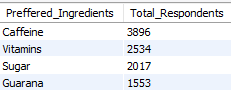 Preffered_Ingredients Total_Respondents
Caffeine 3896
Vitamins 2534
Sugar 2017
Guarana 1553